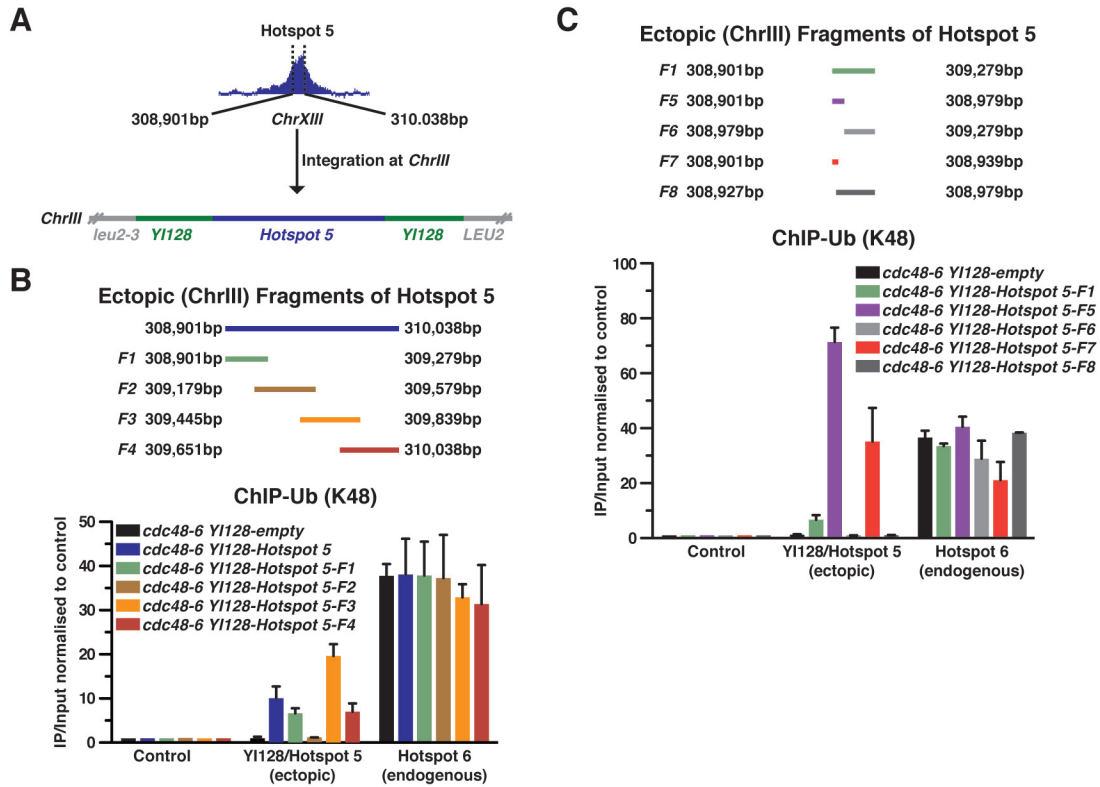 A
Hotspot 5
308,901bp
ChrXIII
310.038bp
Integration at ChrIII
ChrIII
leu2-3
YI128
Hotspot 5
YI128
LEU2
B
Ectopic (ChrIII) Fragments of Hotspot 5
308,901bp 310,038bp
F1 308,901bp 309,279bp
F2 309,179bp 309,579bp
F3 309,445bp 309,839bp
F4 309,651bp 310,038bp
ChIP-Ub (K48)
IP/Input normalised to control
50
40
30
20
10
0
cdc48-6 YI128-empty
cdc48-6 YI128-Hotspot 5
cdc48-6 YI128-Hotspot 5-F1
cdc48-6 YI128-Hotspot 5-F2
cdc48-6 YI128-Hotspot 5-F3
cdc48-6 YI128-Hotspot 5-F4
Control
YI128/Hotspot 5
(ectopic)
Hotspot 6
(endogenous)
C
Ectopic (ChrIII) Fragments of Hotspot 5
F1 308,901bp 309,279bp
F5 308,901bp 308,979bp
F6 308,979bp 309,279bp
F7 308,901bp 308,939bp
F8 308,927bp 308,979bp
ChIP-Ub (K48)
IP/Input normalised to control
100
80
60
40
20
0
cdc48-6 YI128-empty
cdc48-6 YI128-Hotspot 5-F1
cdc48-6 YI128-Hotspot 5-F5
cdc48-6 YI128-Hotspot 5-F6
cdc48-6 YI128-Hotspot 5-F7
cdc48-6 YI128-Hotspot 5-F8
Control
YI128/Hotspot 5
(ectopic)
Hotspot 6
(endogenous)